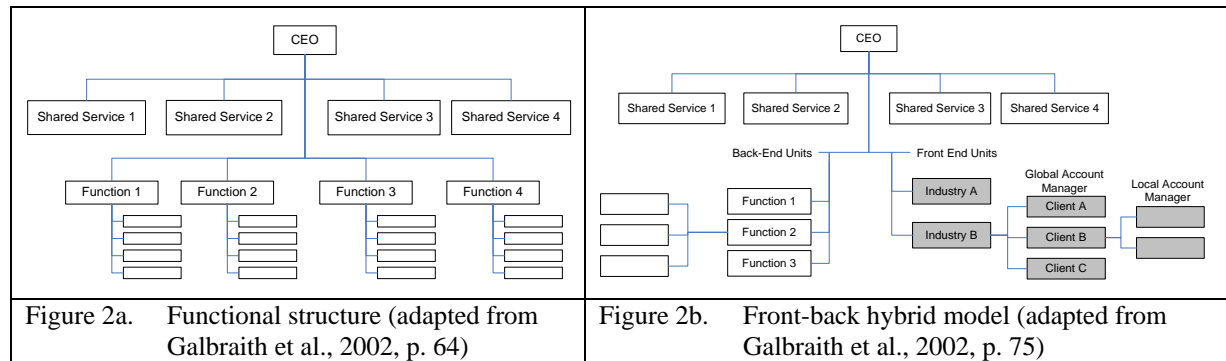 CEO
Shared Service 1
Shared Service 2
Shared Service 3
Shared Service 4
Function 1
Function 2
Function 3
Function 4
Figure 2a. Functional structure (adapted from
Galbraith et al., 2002, p. 64)
CEO
Shared Service 1
Shared Service 2
Shared Service 3
Shared Service 4
Back-End Units
Front End Units
Function 1
Function 2
Function 3
Industry A
Industry B
Global Account
Manager
Client A
Client B
Client C
Local Account
Manager
Figure 2b. Front-back hybrid model (adapted from
Galbraith et al., 2002, p. 75)